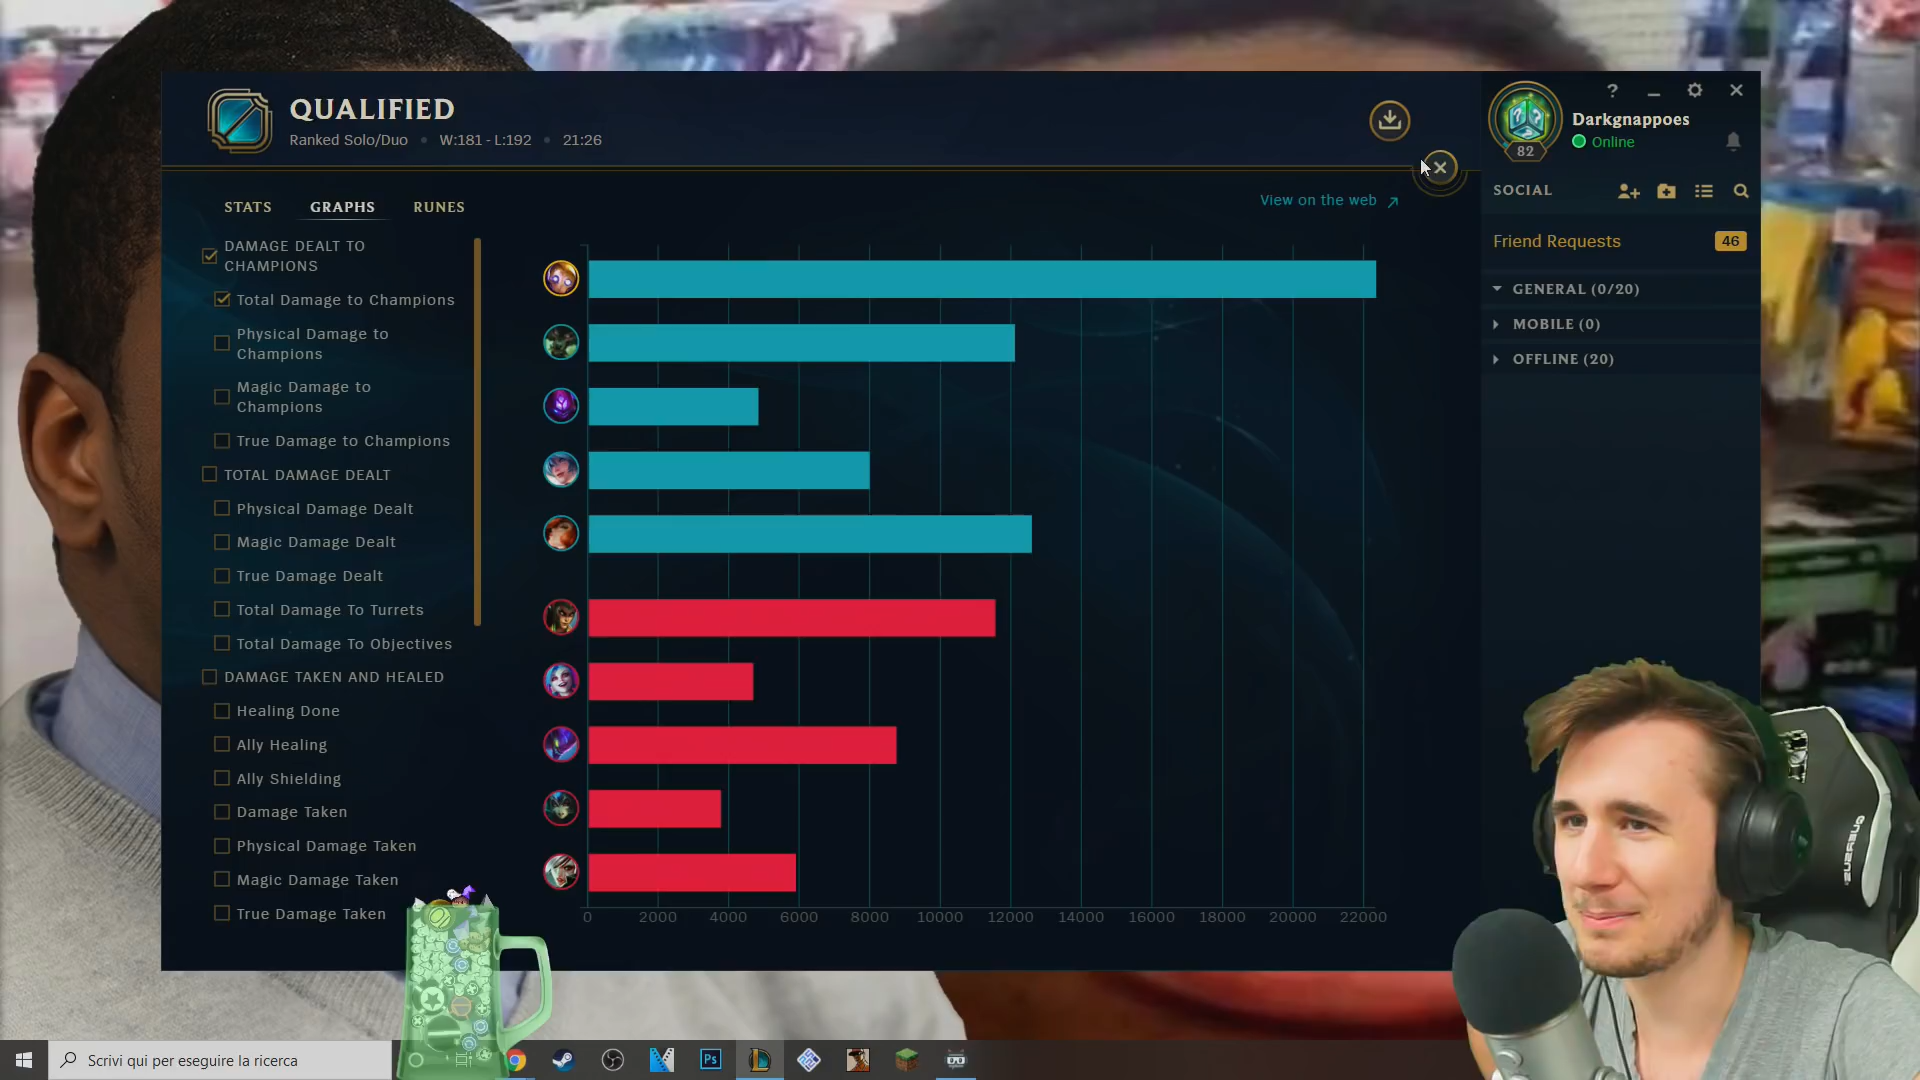 QUALIFIED
Ranked Solo/Duo • W:181 - L:192 • 21:26
?
Darkgnappoes
Online
82
SOCIAL
Friend Requests 46
GENERAL (0/20)
MOBILE (0)
OFFLINE (20)
STATS GRAPHS RUNES
View on the web
DAMAGE DEALT TO
CHAMPIONS
Total Damage to Champions
Physical Damage to
Champions
Magic Damage to
Champions
True Damage to Champions
TOTAL DAMAGE DEALT
Physical Damage Dealt
Magic Damage Dealt
True Damage Dealt
Total Damage To Turrets
Total Damage To Objectives
DAMAGE TAKEN AND HEALED
Healing Done
Ally Healing
Ally Shielding
Damage Taken
Physical Damage Taken
Magic Damage Taken
True Damage Taken
0 2000 4000 6000 8000 10000 12000 14000 16000 18000 20000 22000
QUERSUS
Scrivi qui per eseguire la ricerca
Ps